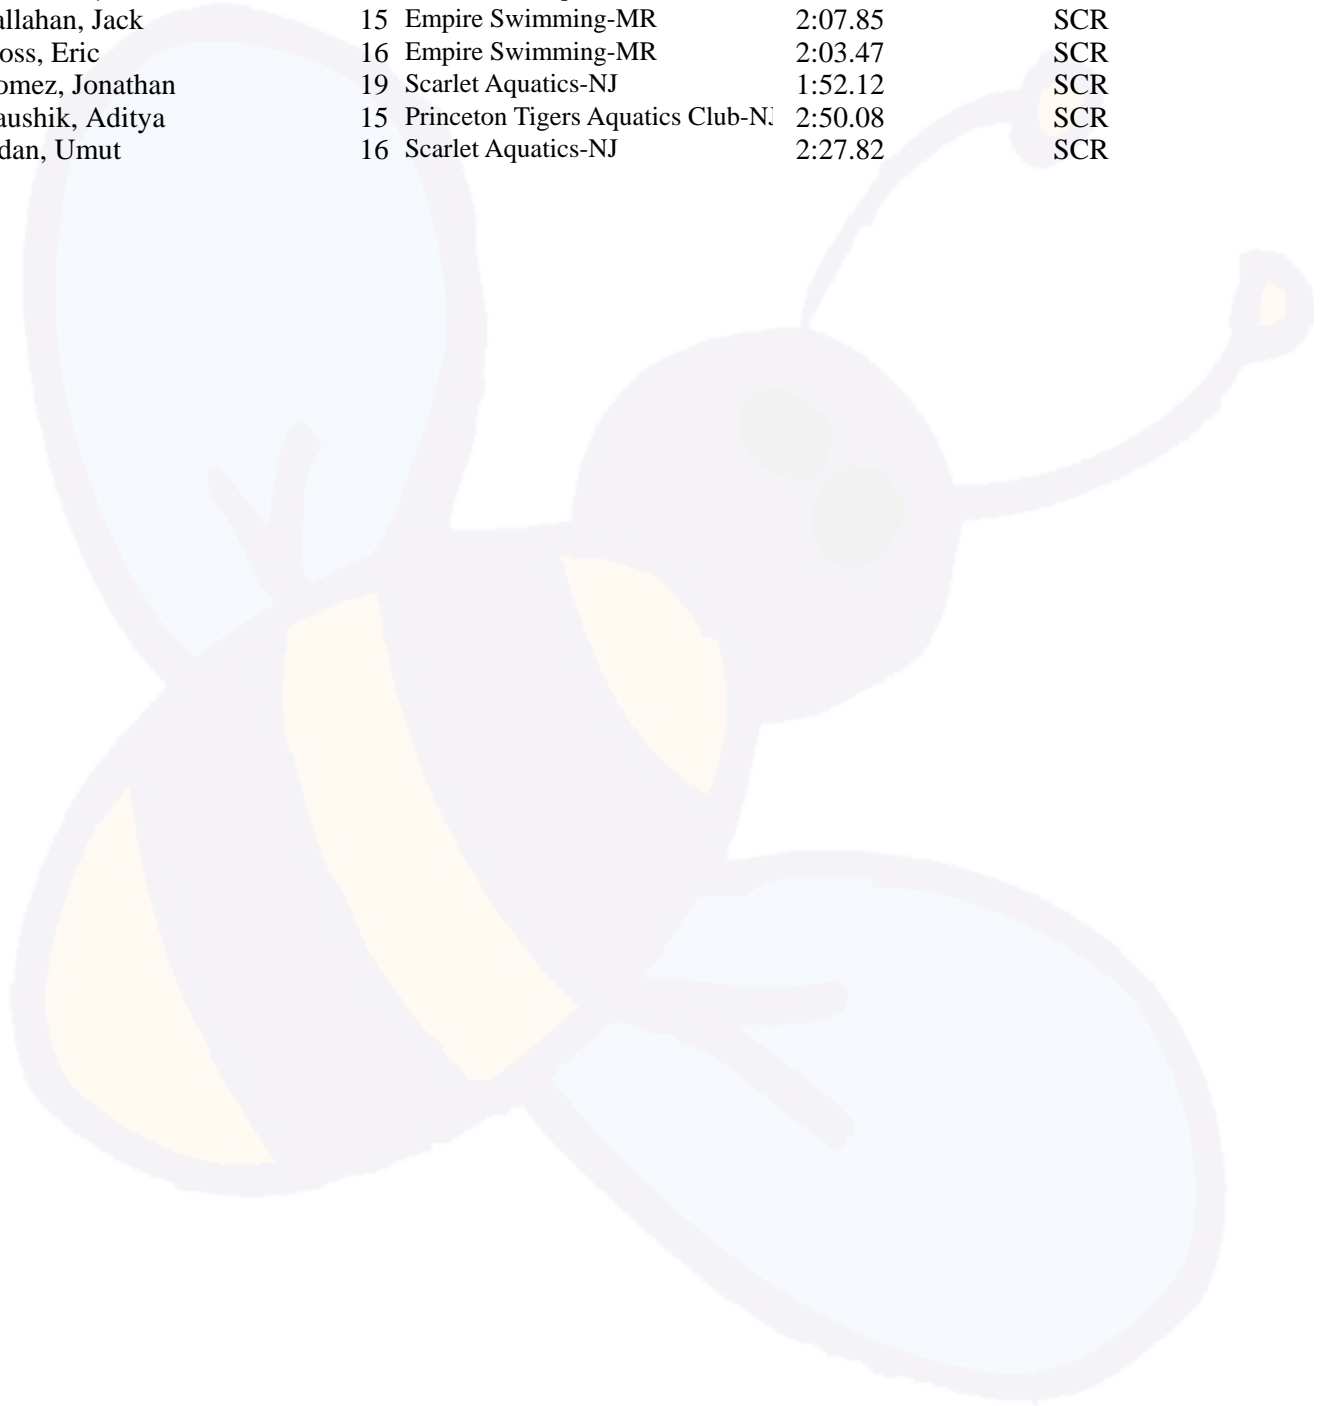 allahan, Jack 15 Empire Swimming-MR 2:07.85 SCR
oss, Eric 16 Empire Swimming-MR 2:03.47 SCR
omez, Jonathan 19 Scarlet Aquatics-NJ 1:52.12 SCR
aushik, Aditya 15 Princeton Tigers Aquatics Club-NJ 2:50.08 SCR
dan, Umut 16 Scarlet Aquatics-NJ 2:27.82 SCR